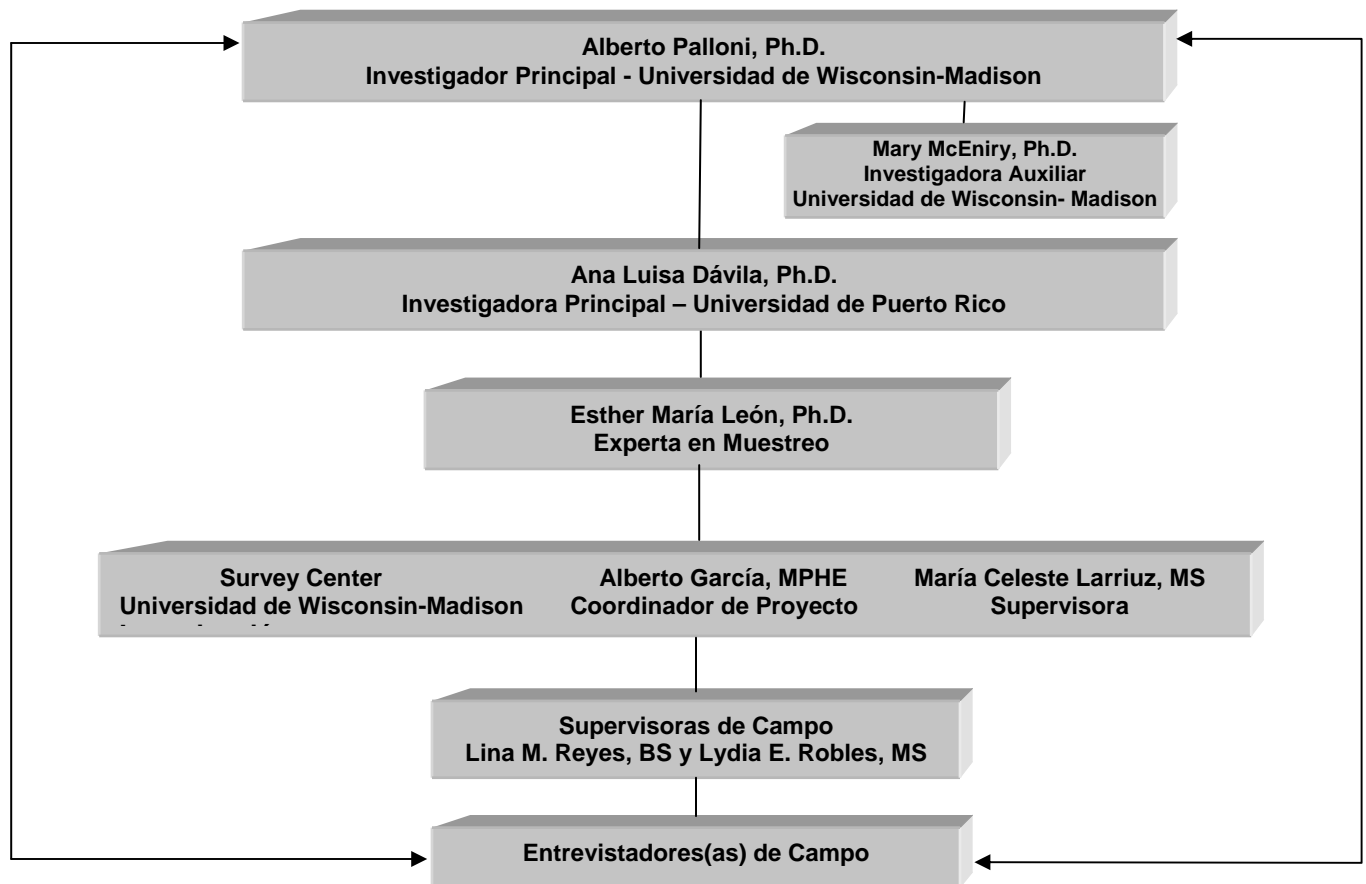 Alberto Palloni, Ph.D.
Investigador Principal - Universidad de Wisconsin-Madison
Mary McEniry, Ph.D.
Investigadora Auxiliar
Universidad de Wisconsin- Madison
Ana Luisa Dávila, Ph.D.
Investigadora Principal – Universidad de Puerto Rico
Esther María León, Ph.D.
Experta en Muestreo
Survey Center
Universidad de Wisconsin-Madison
Alberto García, MPHE
Coordinador de Proyecto
María Celeste Larriuz, MS
Supervisora
Supervisoras de Campo
Lina M. Reyes, BS y Lydia E. Robles, MS
Entrevistadores(as) de Campo